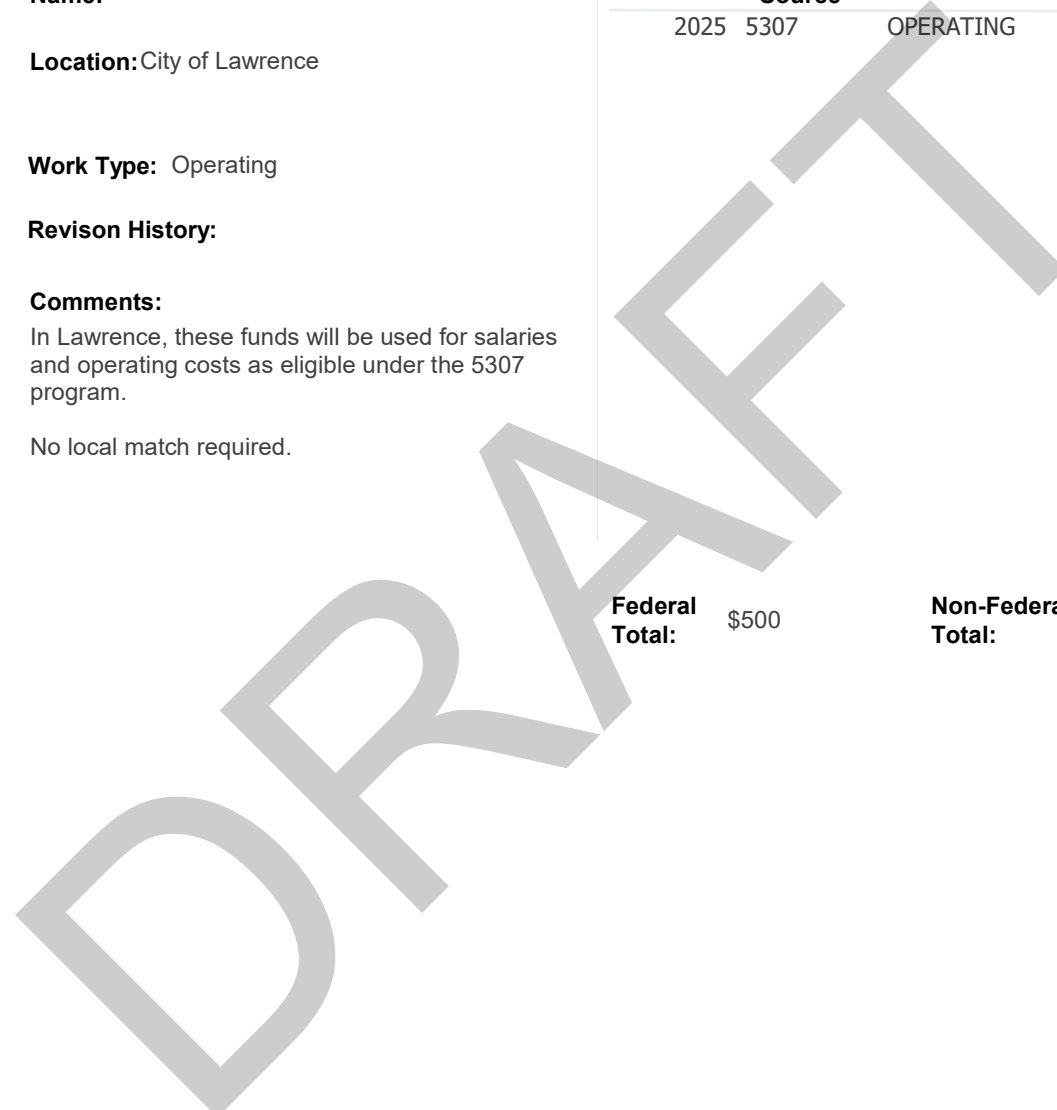 2025 5307 OPERATING
Location: City of Lawrence
Work Type: Operating
Revison History:
Comments:
In Lawrence, these funds will be used for salaries
and operating costs as eligible under the 5307
program.
No local match required.
Federal
Total:
$500
Total:
DRAFT